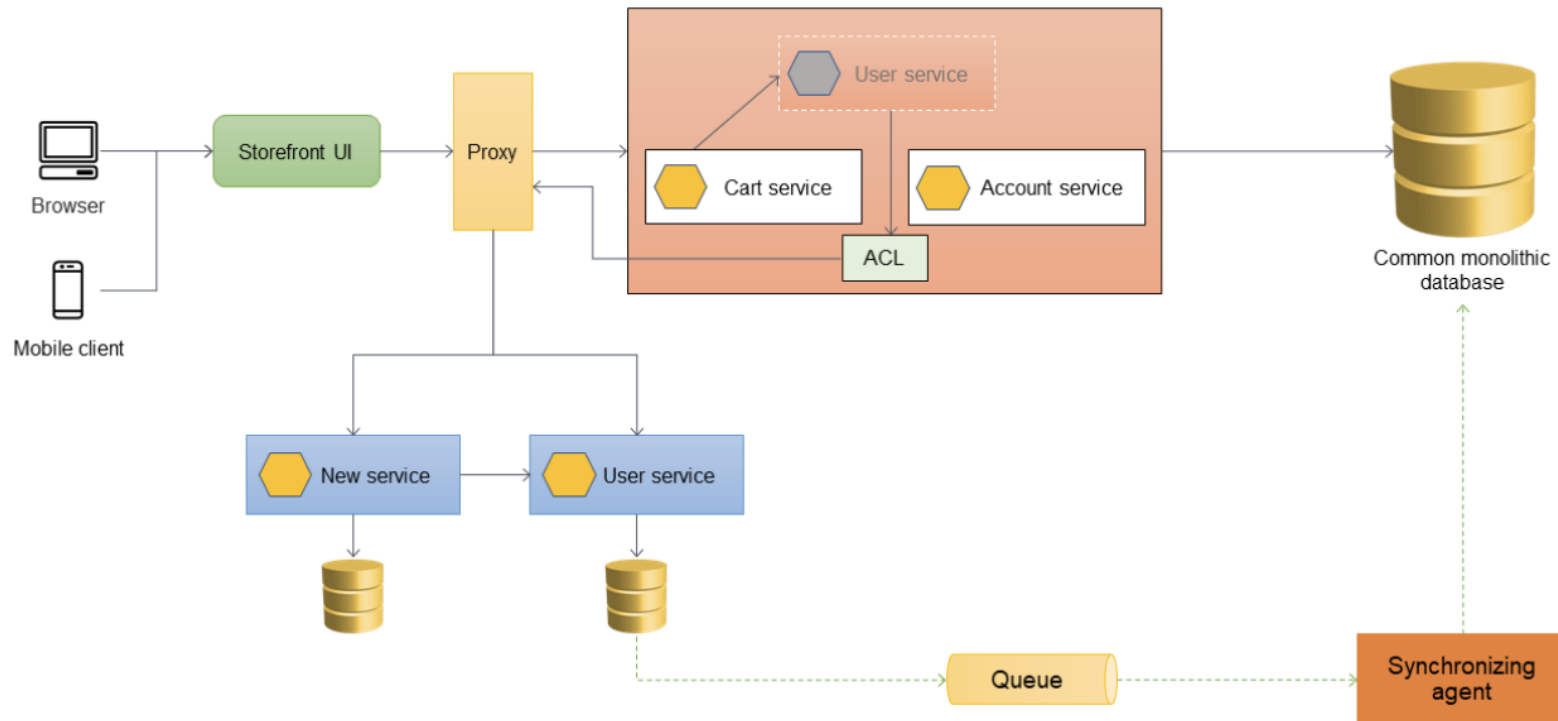 User service
Storefront UI
Proxy
Browser
Cart service
Account service
ACL
Common monolithic
database
Mobile client
New service
User service
Queue
Synchronizing
agent